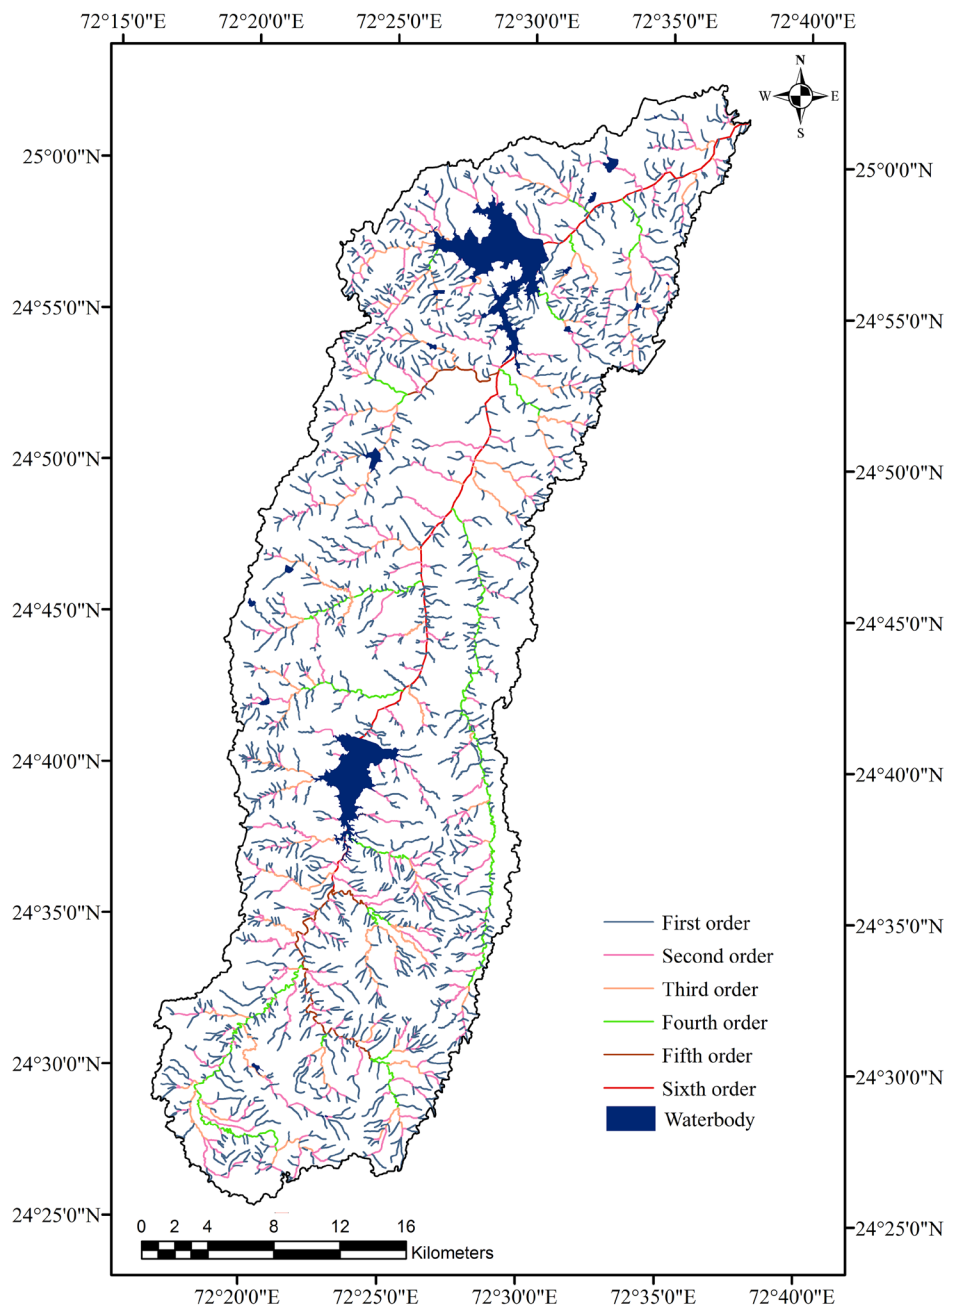 72°15'0"E 72°20'0"E 72°25'0"E 72°30'0"E 72°35'0"E 72°40'0"E
N
W E
S
25°0'0"N 25°0'0"N
24°55'0"N 24°55'0"N
24°50'0"N 24°50'0"N
24°45'0"N 24°45'0"N
24°40'0"N 24°40'0"N
24°35'0"N 24°35'0"N
First order
Second order
Third order
Fourth order
Fifth order
Sixth order
Waterbody
24°30'0"N 24°30'0"N
24°25'0"N 24°25'0"N
0 2 4 8 12 16
Kilometers
72°20'0"E 72°25'0"E 72°30'0"E 72°35'0"E 72°40'0"E